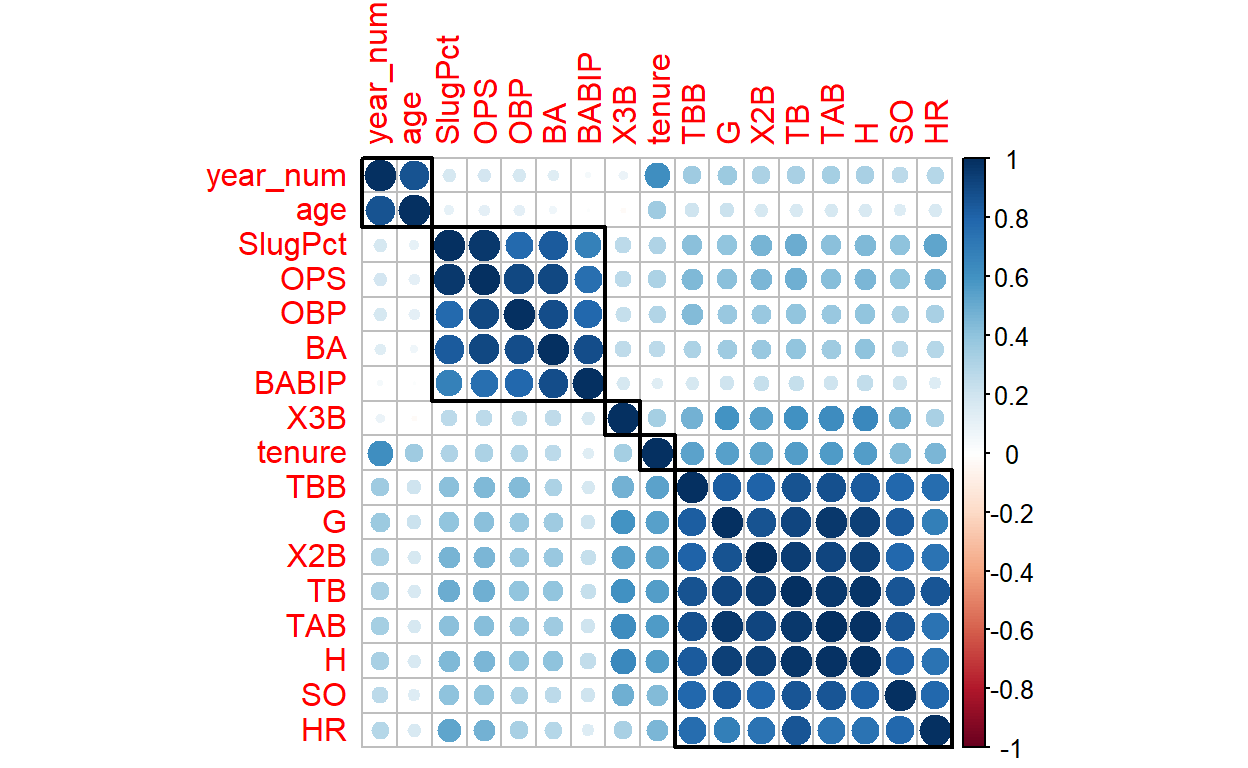 year_num age SlugPct OPS OBP BA BABIP X3B tenure TBB G X2B TB TAB H SO HR
year_num
age
SlugPct
OPS
OBP
BA
BABIP
X3B
tenure
TBB
G
X2B
TB
TAB
H
SO
HR
1
0.8
0.6
0.4
0.2
0
-0.2
-0.4
-0.6
-0.8
-1